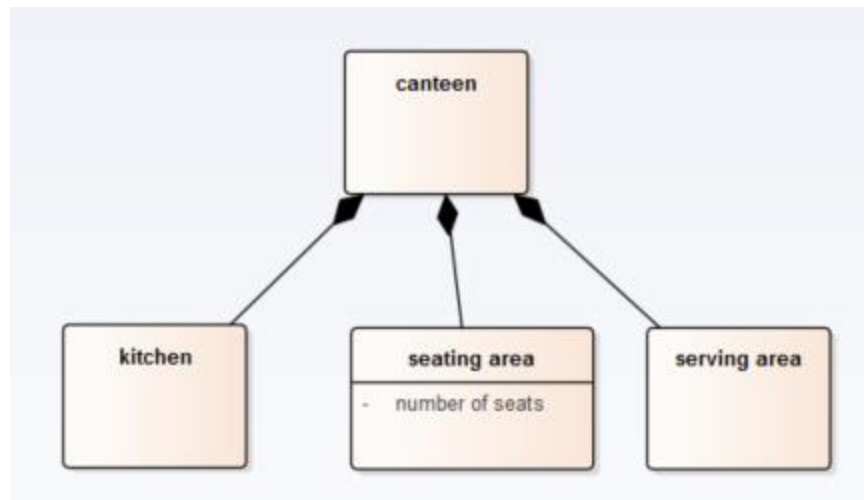 canteen
kitchen
seating area
serving area
- number of seats